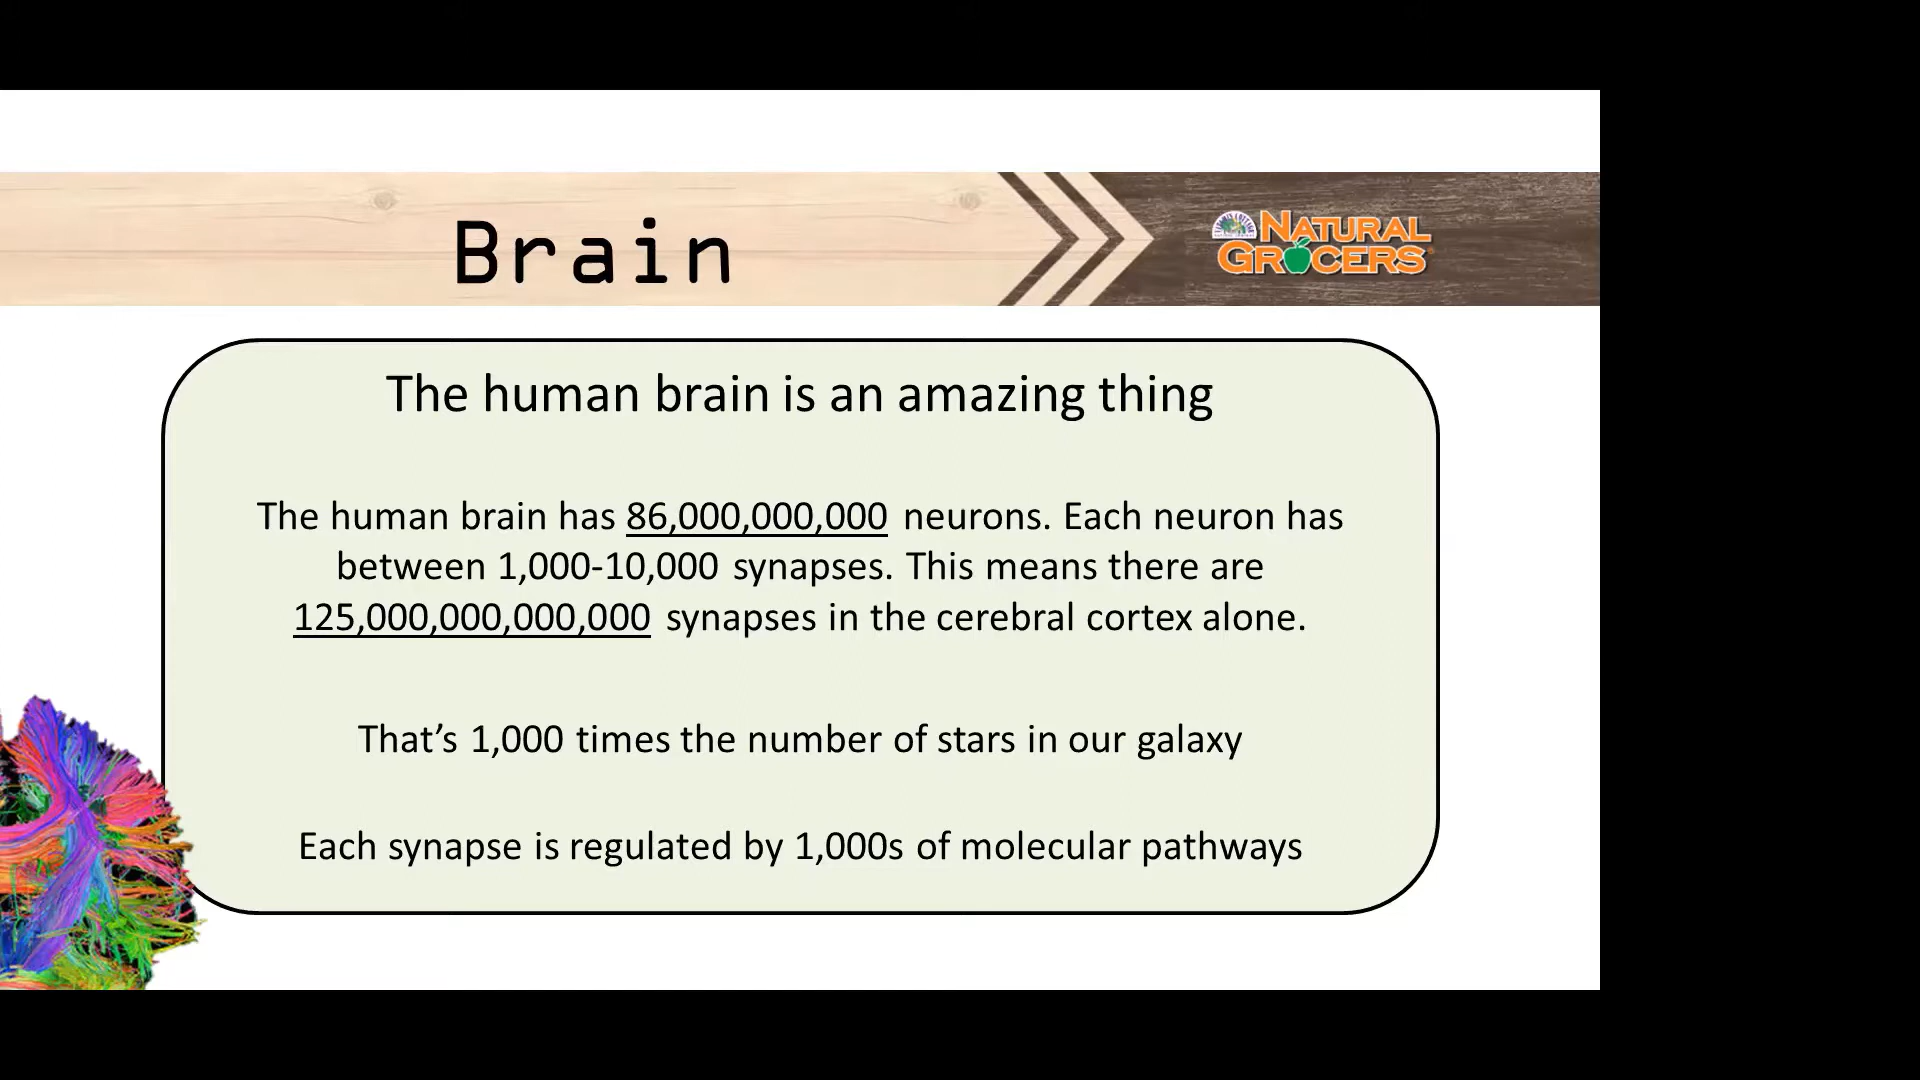 Brain
NATURAL
GROCERS
The human brain is an amazing thing
The human brain has 86,000,000,000 neurons. Each neuron has
between 1,000-10,000 synapses. This means there are
125,000,000,000,000 synapses in the cerebral cortex alone.
That’s 1,000 times the number of stars in our galaxy
Each synapse is regulated by 1,000s of molecular pathways